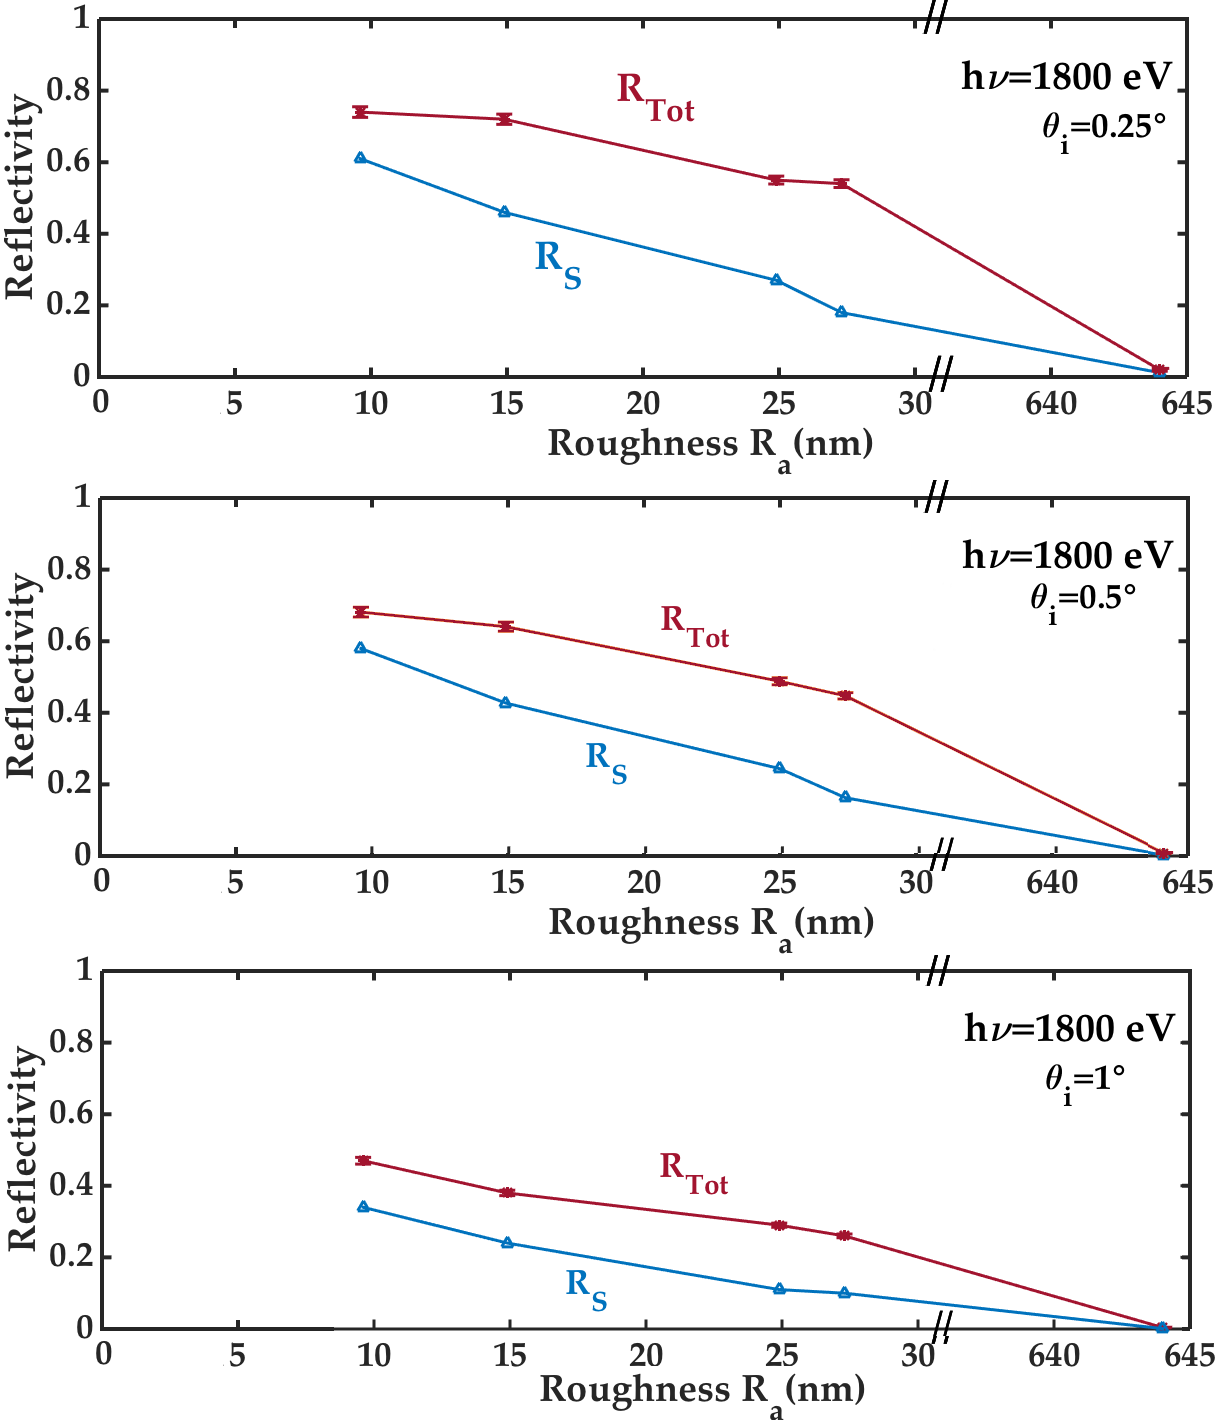 1
0.8
0.6
0.4
0.2
0
Reflectivity
R_Tot
R_S
hν=1800 eV
θ_i=0.25°
0 5 10 15 20 25 30 640 645
Roughness R_a(nm)
1
0.8
0.6
0.4
0.2
0
Reflectivity
R_Tot
R_S
hν=1800 eV
θ_i=0.5°
0 5 10 15 20 25 30 640 645
Roughness R_a(nm)
1
0.8
0.6
0.4
0.2
0
Reflectivity
R_Tot
R_S
hν=1800 eV
θ_i=1°
0 5 10 15 20 25 30 640 645
Roughness R_a(nm)